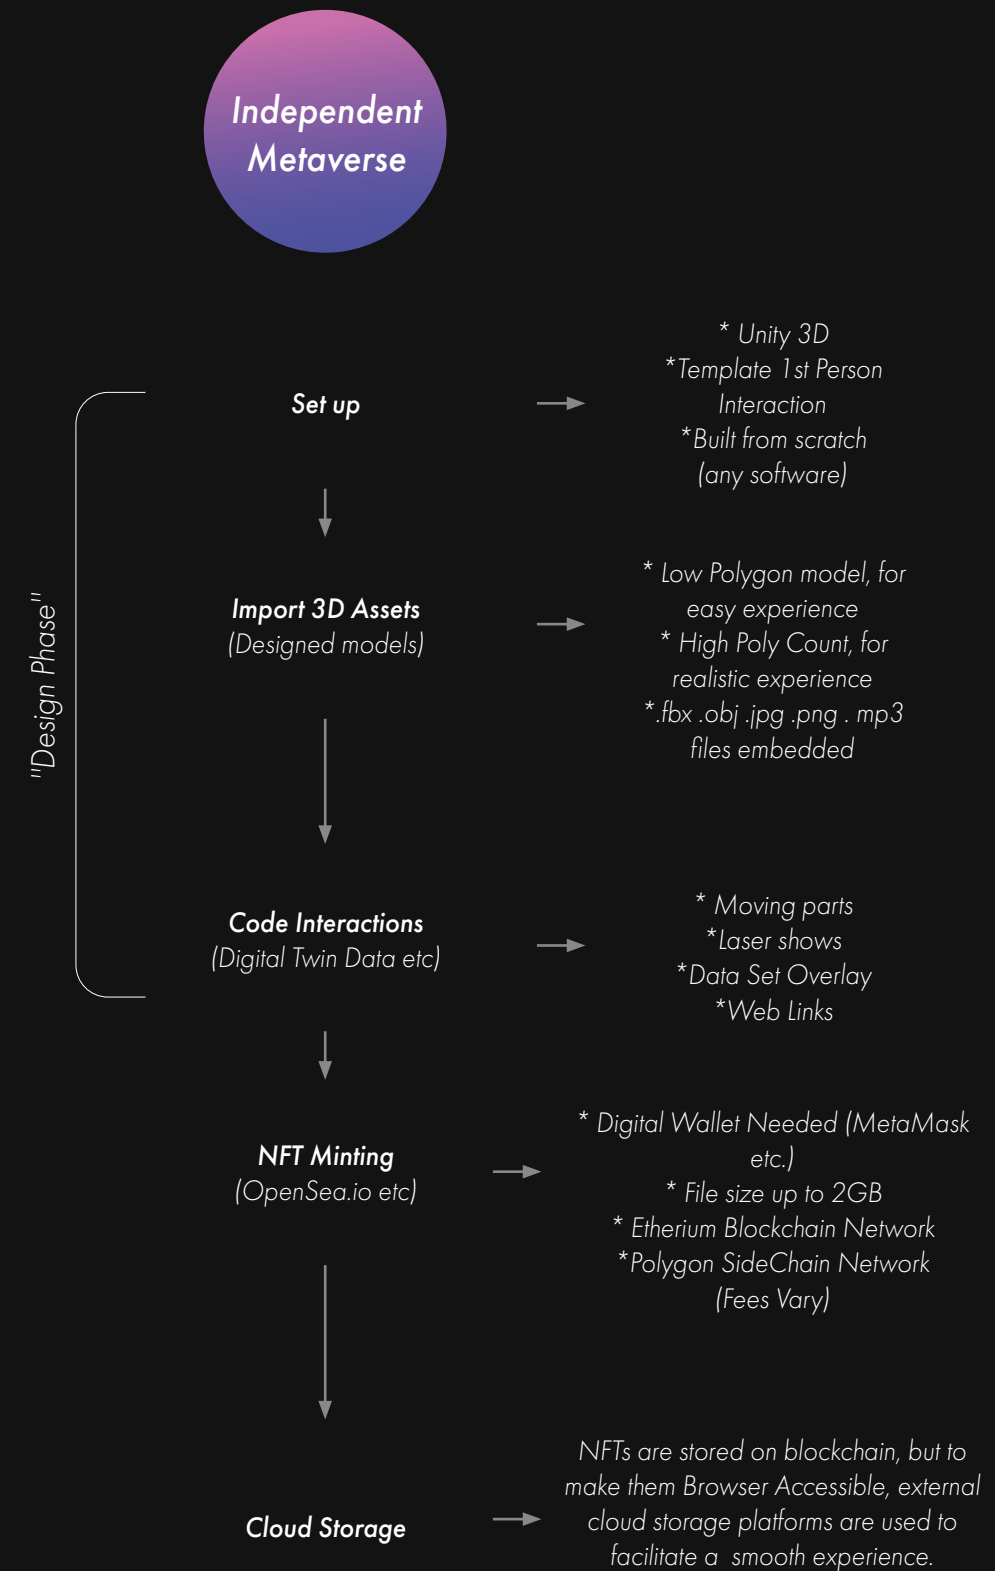 Independent
Metaverse
"Design Phase"
Set up
* Unity 3D
*Template 1st Person
Interaction
*Built from scratch
(any software)
Import 3D Assets
(Designed models)
* Low Polygon model, for
easy experience
* High Poly Count, for
realistic experience
*.fbx .obj .jpg .png . mp3
files embedded
Code Interactions
(Digital Twin Data etc)
* Moving parts
*Laser shows
*Data Set Overlay
*Web Links
NFT Minting
(OpenSea.io etc)
* Digital Wallet Needed (MetaMask
etc.)
* File size up to 2GB
* Etherium Blockchain Network
*Polygon SideChain Network
(Fees Vary)
Cloud Storage
NFTs are stored on blockchain, but to
make them Browser Accessible, external
cloud storage platforms are used to
facilitate a  smooth experience.